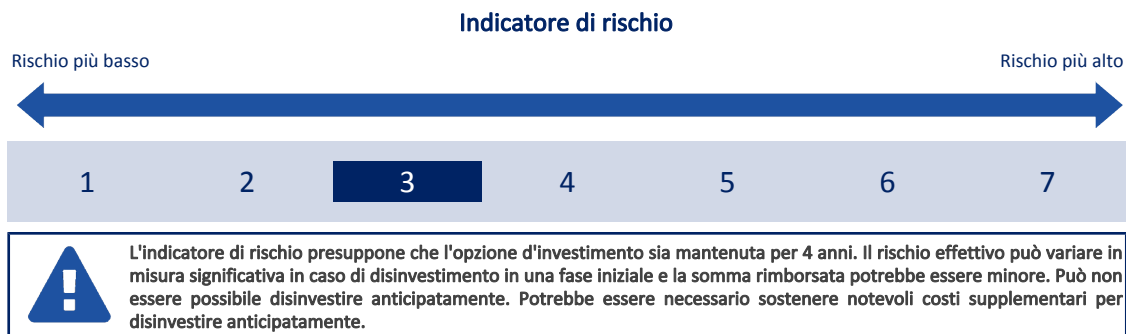 Indicatore di rischio
Rischio più basso
Rischio più alto
1 2 3 4 5 6 7
L'indicatore di rischio presuppone che l'opzione d'investimento sia mantenuta per 4 anni. Il rischio effettivo può variare in
misura significativa in caso di disinvestimento in una fase iniziale e la somma rimborsata potrebbe essere minore. Può non
essere possibile disinvestire anticipatamente. Potrebbe essere necessario sostenere notevoli costi supplementari per
disinvestire anticipatamente.